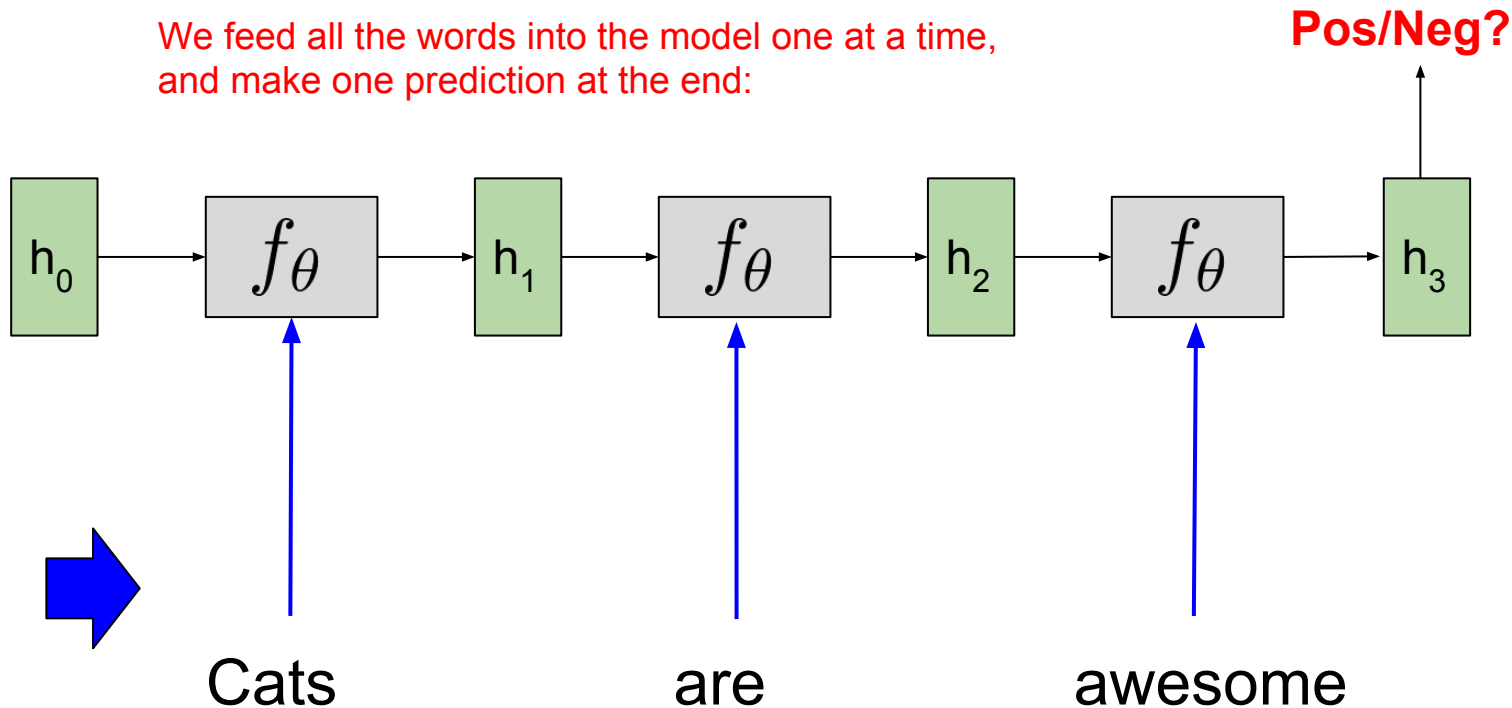 We feed all the words into the model one at a time,
and make one prediction at the end:
Pos/Neg?
h₀ fθ h₁ fθ h₂ fθ h₃
Cats are awesome